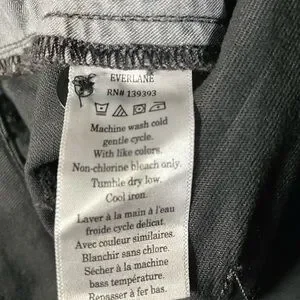 EVERLANE
RN# 139393
Machine wash cold
gentle cycle.
With like colors.
Non-chlorine bleach only.
Tumble dry low.
Cool iron.
Laver à la main à l'eau
froide cycle délicat.
Avec couleur similaires.
Blanchir sans chlore.
Sécher à la machine
bass température.
Repasser à fer bas.